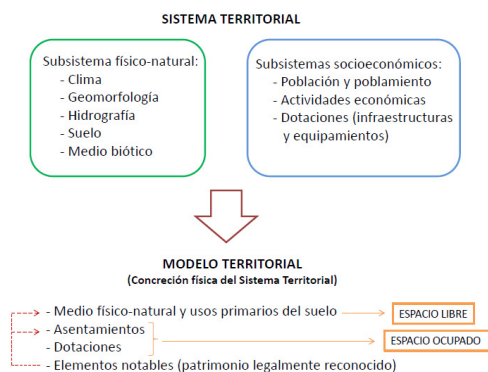 SISTEMA TERRITORIAL
Subsistema físico-natural:
- Clima
- Geomorfología
- Hidrografía
- Suelo
- Medio biótico
Subsistemas socioeconómicos:
- Población y poblamiento
- Actividades económicas
- Dotaciones (infraestructuras
y equipamientos)
MODELO TERRITORIAL
(Concreción física del Sistema Territorial)
- Medio físico-natural y usos primarios del suelo
ESPACIO LIBRE
- Asentamientos
- Dotaciones
ESPACIO OCUPADO
- Elementos notables (patrimonio legalmente reconocido)